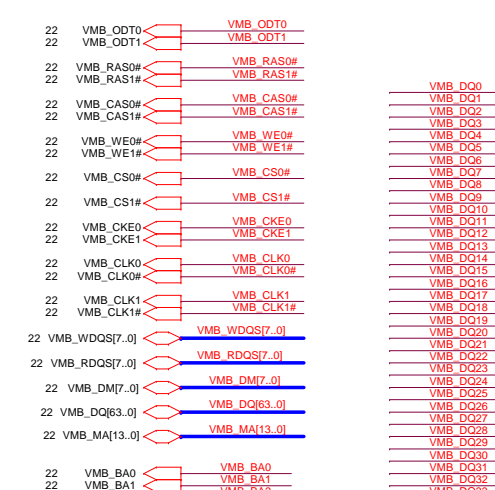 22 VMB_ODT0 VMB_ODT0
22 VMB_ODT1 VMB_ODT1
22 VMB_RAS0# VMB_RAS0#
22 VMB_RAS1# VMB_RAS1#
22 VMB_CAS0# VMB_CAS0#
22 VMB_CAS1# VMB_CAS1#
22 VMB_WE0# VMB_WE0#
22 VMB_WE1# VMB_WE1#
22 VMB_CS0# VMB_CS0#
22 VMB_CS1# VMB_CS1#
22 VMB_CKE0 VMB_CKE0
22 VMB_CKE1 VMB_CKE1
22 VMB_CLK0 VMB_CLK0
22 VMB_CLK0# VMB_CLK0#
22 VMB_CLK1 VMB_CLK1
22 VMB_CLK1# VMB_CLK1#
22 VMB_WDQS[7..0] VMB_WDQS[7..0]
22 VMB_RDQS[7..0] VMB_RDQS[7..0]
22 VMB_DM[7..0] VMB_DM[7..0]
22 VMB_DQ[63..0] VMB_DQ[63..0]
22 VMB_MA[13..0] VMB_MA[13..0]
22 VMB_BA0 VMB_BA0
22 VMB_BA1 VMB_BA1
VMB_DQ0
VMB_DQ1
VMB_DQ2
VMB_DQ3
VMB_DQ4
VMB_DQ5
VMB_DQ6
VMB_DQ7
VMB_DQ8
VMB_DQ9
VMB_DQ10
VMB_DQ11
VMB_DQ12
VMB_DQ13
VMB_DQ14
VMB_DQ15
VMB_DQ16
VMB_DQ17
VMB_DQ18
VMB_DQ19
VMB_DQ20
VMB_DQ21
VMB_DQ22
VMB_DQ23
VMB_DQ24
VMB_DQ25
VMB_DQ26
VMB_DQ27
VMB_DQ28
VMB_DQ29
VMB_DQ30
VMB_DQ31
VMB_DQ32